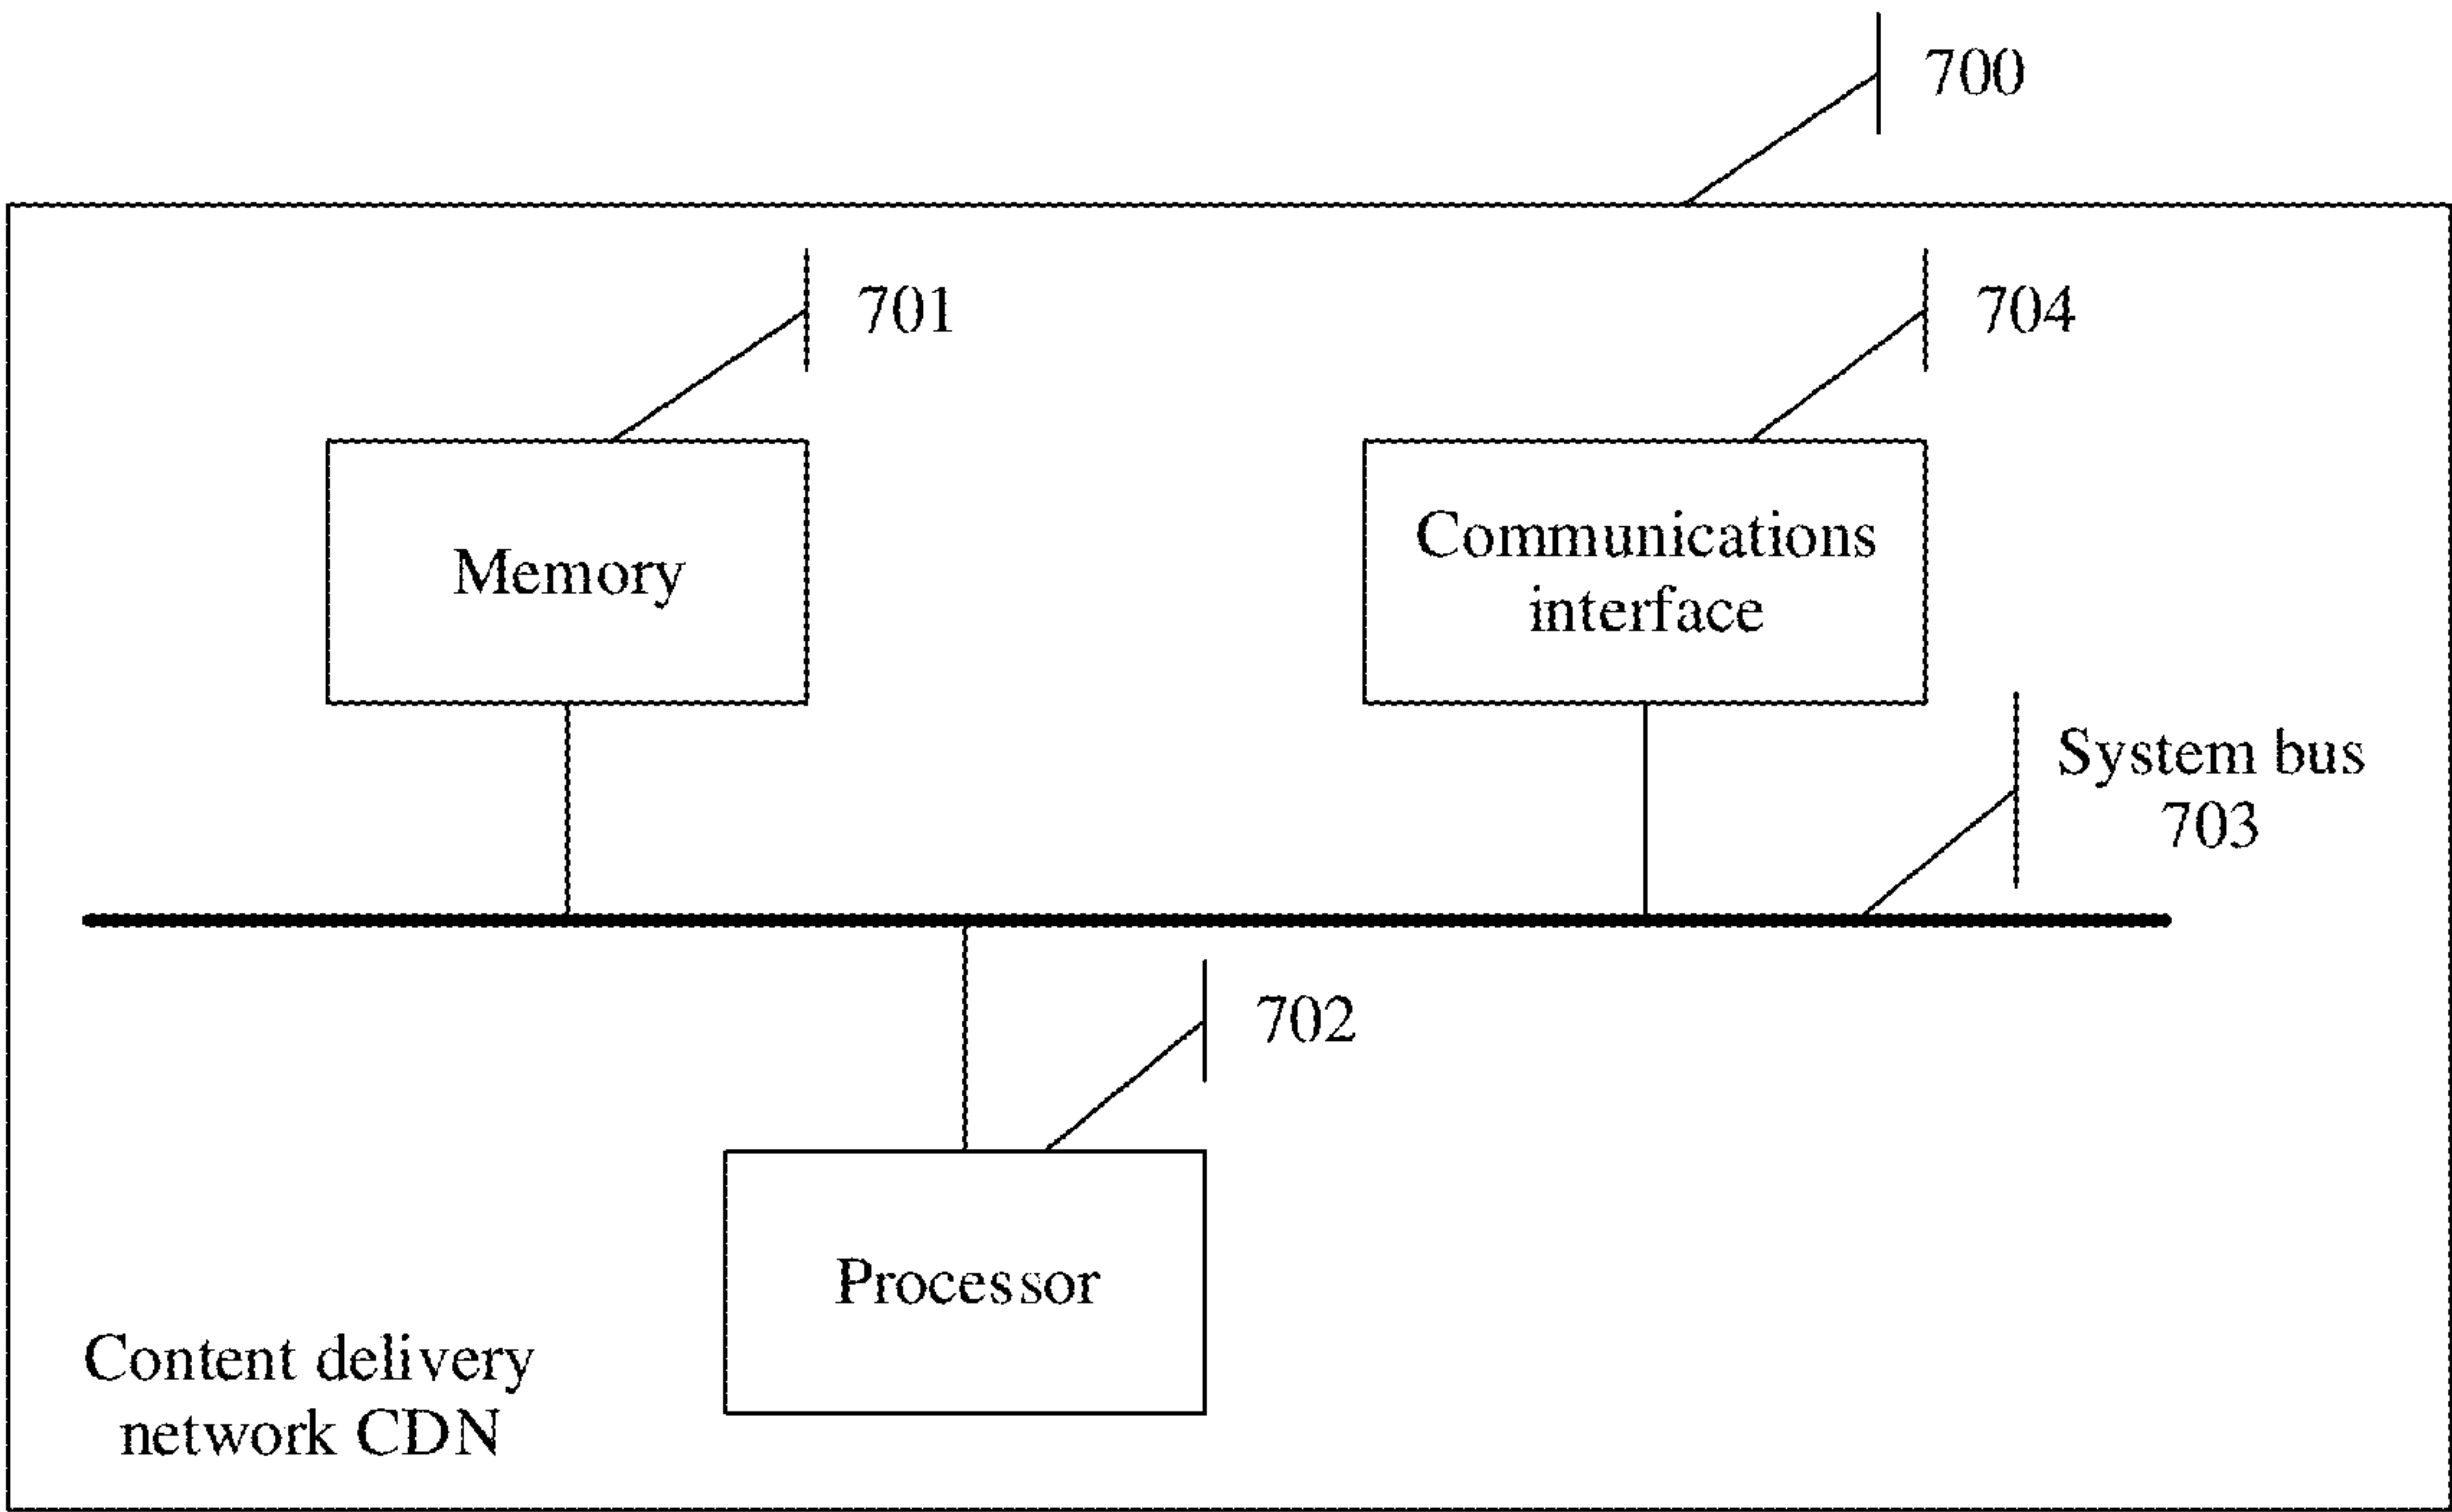 700
701
704
Memory
Communications
interface
System bus
703
702
Processor
Content delivery
network CDN